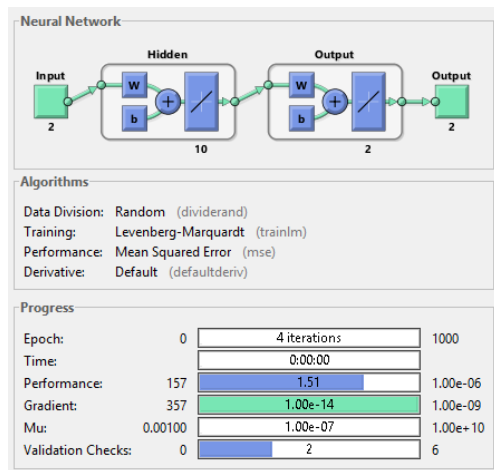 Neural Network
Hidden Output
Input Output
W W
+ +
b b
2 2
10 2
Algorithms
Data Division: Random (dividerand)
Training: Levenberg-Marquardt (trainlm)
Performance: Mean Squared Error (mse)
Derivative: Default (defaultderiv)
Progress
Epoch: 0 4 iterations 1000
Time: 0:00:00
Performance: 157 1.51 1.00e-06
Gradient: 357 1.00e-14 1.00e-09
Mu: 0.00100 1.00e-07 1.00e+10
Validation Checks: 0 2 6